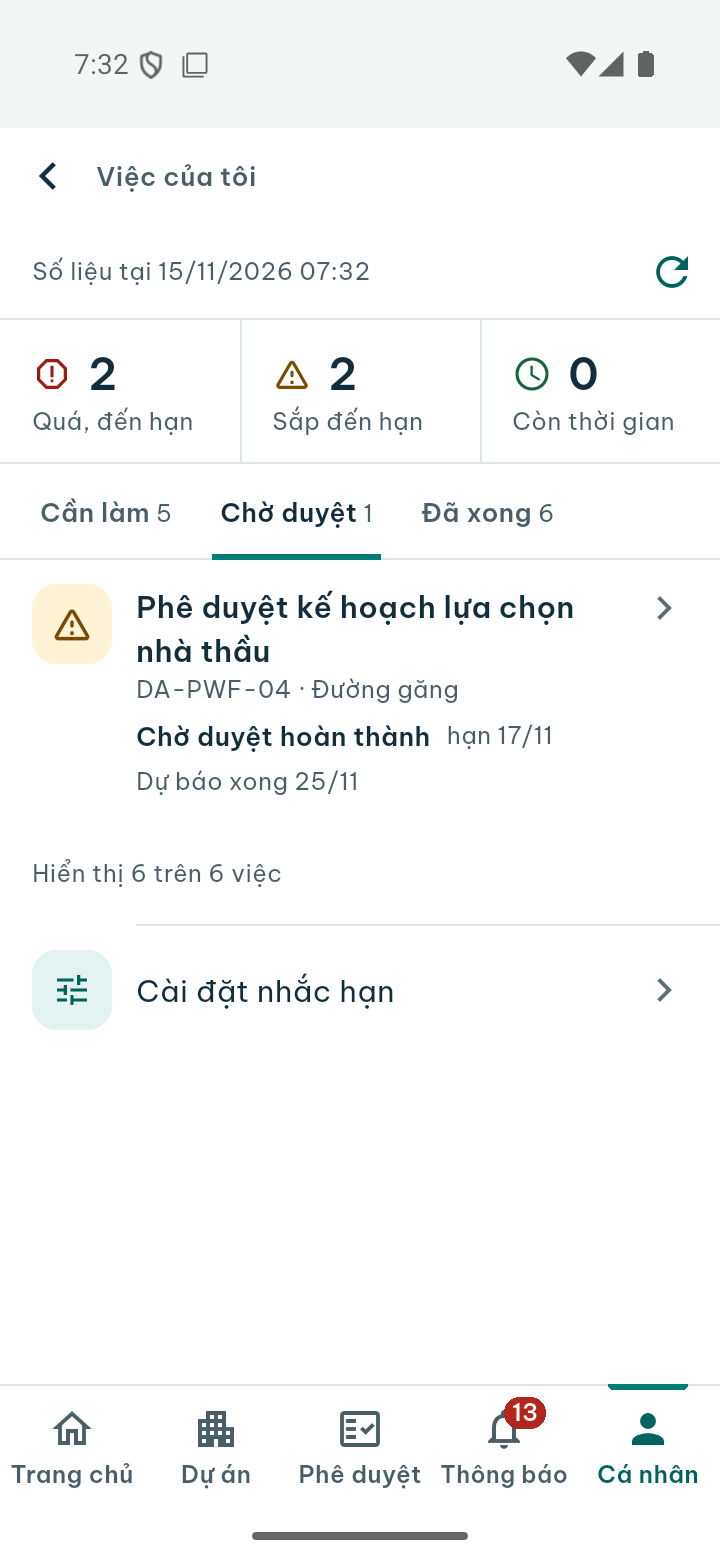 7:32
Việc của tôi
Số liệu tại 15/11/2026 07:32
2
Quá, đến hạn
2
Sắp đến hạn
0
Còn thời gian
Cần làm 5
Chờ duyệt 1
Đã xong 6
Phê duyệt kế hoạch lựa chọn
nhà thầu
DA-PWF-04 · Đường găng
Chờ duyệt hoàn thành hạn 17/11
Dự báo xong 25/11
Hiển thị 6 trên 6 việc
Cài đặt nhắc hạn
13
Trang chủ
Dự án
Phê duyệt
Thông báo
Cá nhân